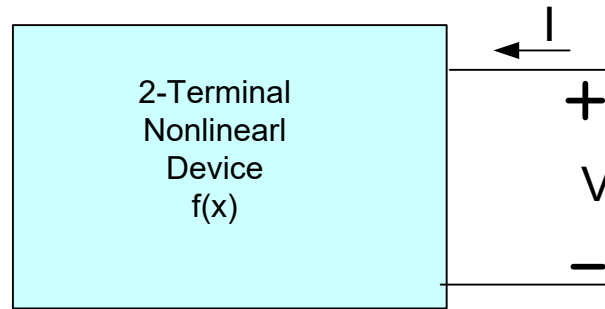 I
2-Terminal
Nonlinearl
Device
f(x)
+
V
−